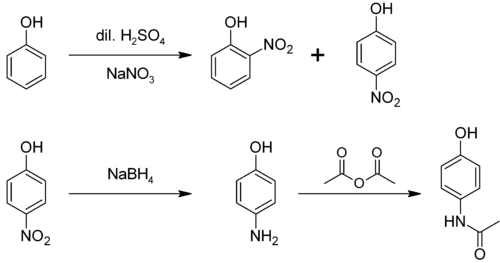 OH
dil. H2SO4
NaNO3
OH
NO2
+
OH
NO2
OH
NO2
NaBH4
OH
NH2
O
O
O
OH
HN
O